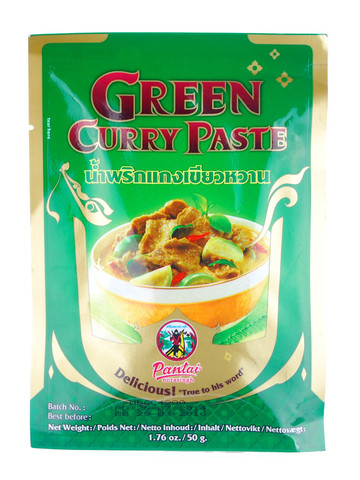 Tear here
GREEN
CURRY PASTE
น้ำพริกแกงเขียวหวาน
Pantai
Delicious! "True to his word"
Batch No.:
Best before:
Net Weight:/Poids Net:/Netto Inhoud:/Inhalt/Nettovikt/Nettovægt:
1.76 oz./50 g.